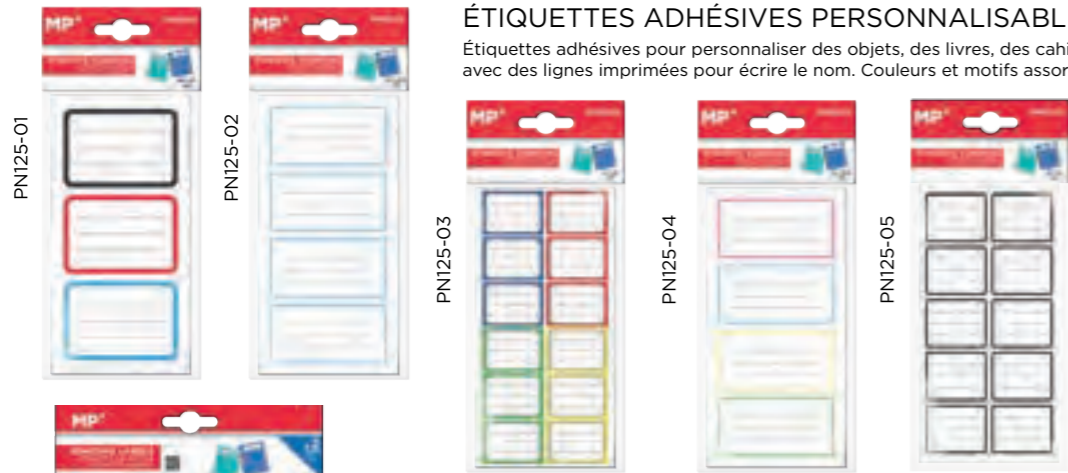 ÉTIQUETTES ADHÉSIVES PERSONNALISABL
Étiquettes adhésives pour personnaliser des objets, des livres, des cahi
avec des lignes imprimées pour écrire le nom. Couleurs et motifs assor
PN125-01
MP
PN125-02
MP
PN125-03
MP
PN125-04
MP
PN125-05
MP
MP